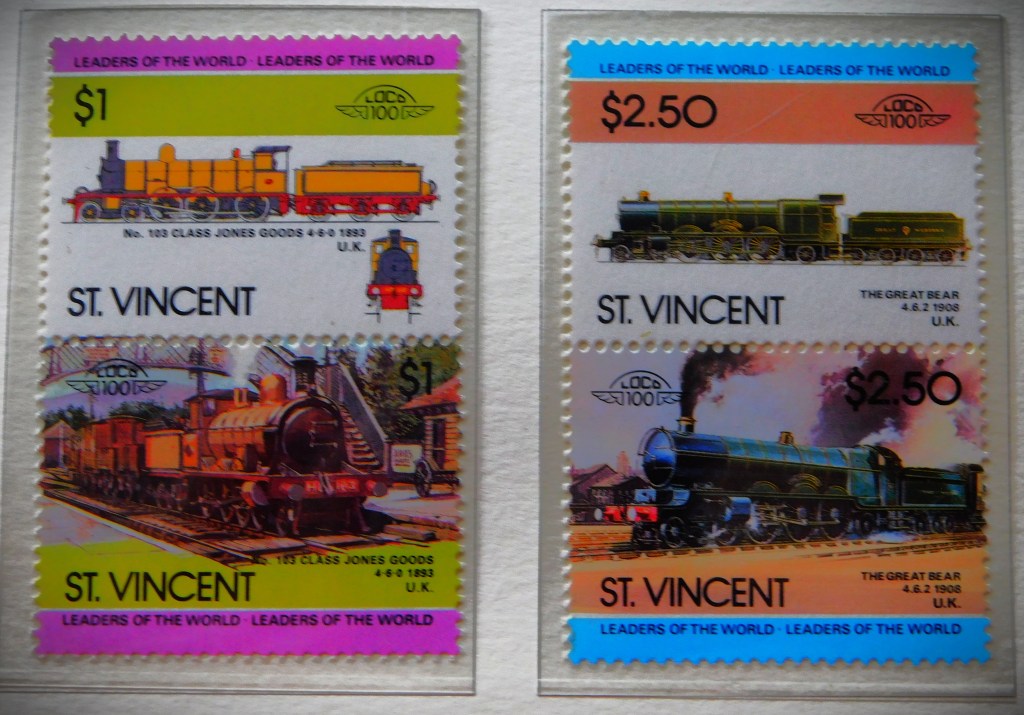 LEADERS OF THE WORLD · LEADERS OF THE WORLD
$1
LOCO
100
No. 103 CLASS JONES GOODS 4-6-0 1893
U.K.
ST. VINCENT
LOCO
100
$1
No. 103 CLASS JONES GOODS
4-6-0 1893
U.K.
ST. VINCENT
LEADERS OF THE WORLD · LEADERS OF THE WORLD
LEADERS OF THE WORLD · LEADERS OF THE WORLD
$2.50
LOCO
100
THE GREAT BEAR
4.6.2 1908
U.K.
ST. VINCENT
LOCO
100
$2.50
THE GREAT BEAR
4.6.2 1908
U.K.
ST. VINCENT
LEADERS OF THE WORLD · LEADERS OF THE WORLD